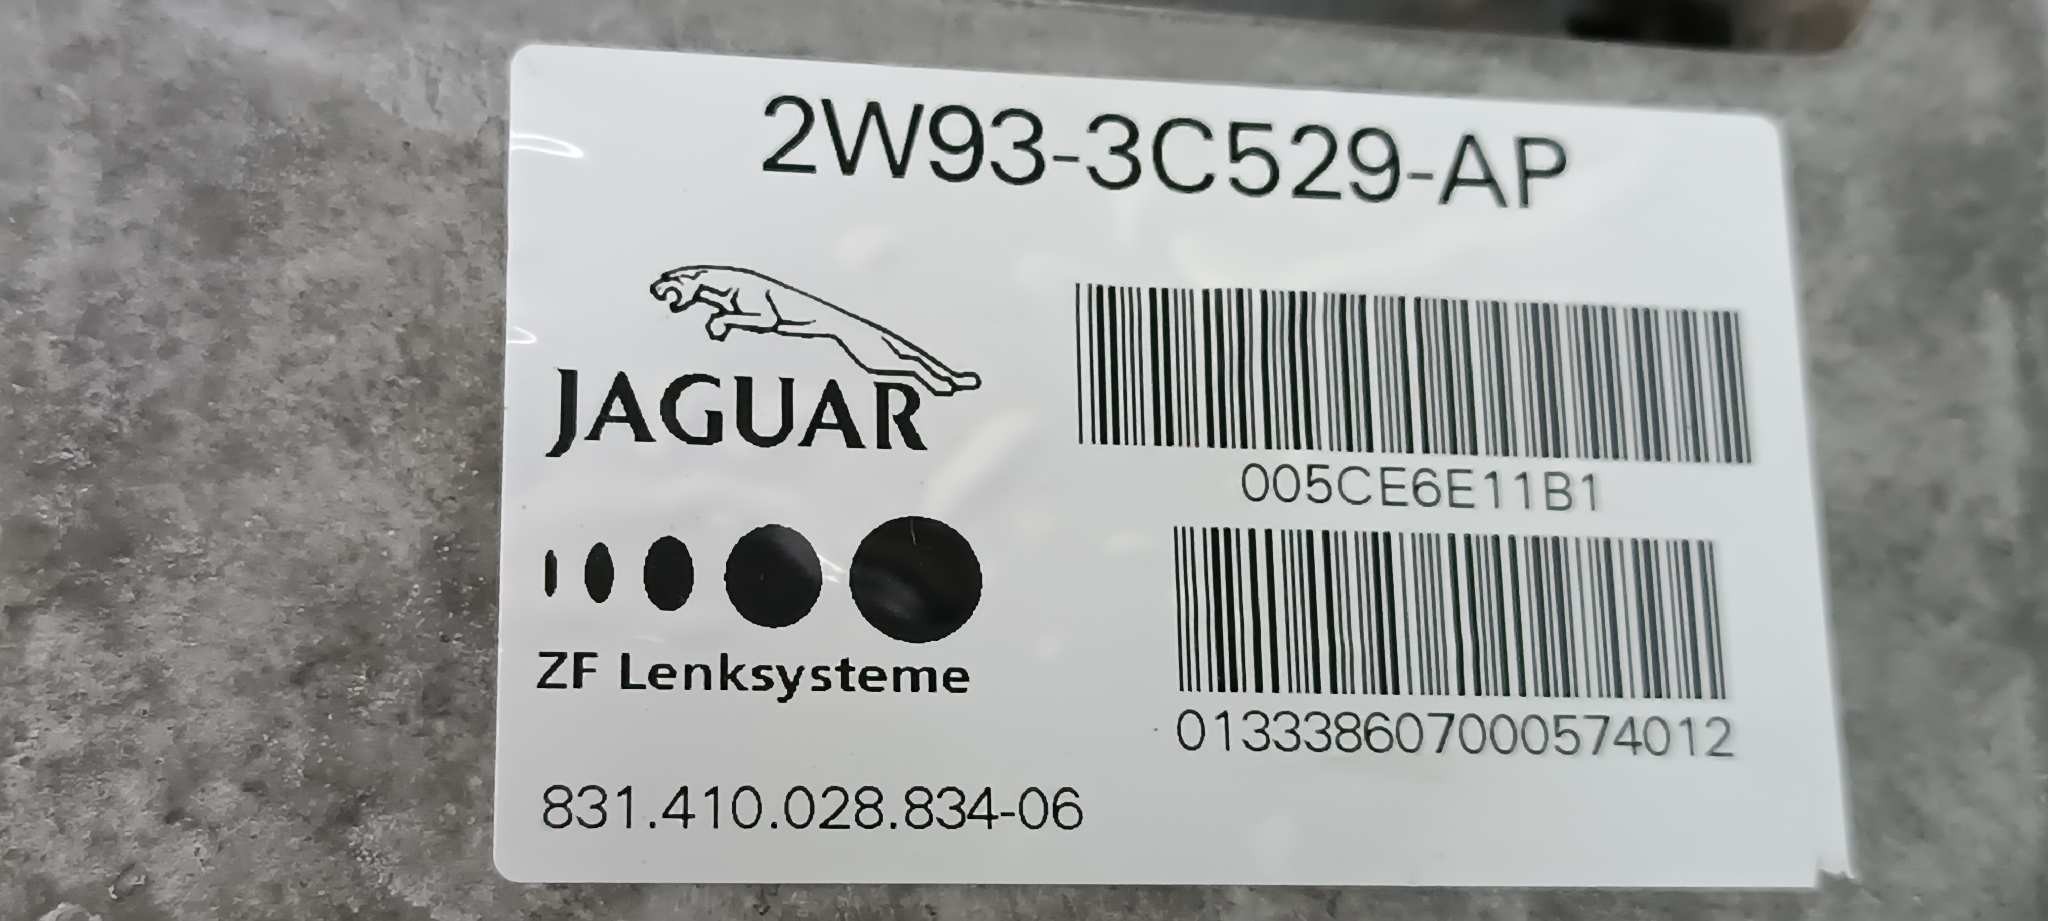 2W93-3C529-AP
JAGUAR
005CE6E11B1
ZF Lenksysteme
013338607000574012
831.410.028.834-06